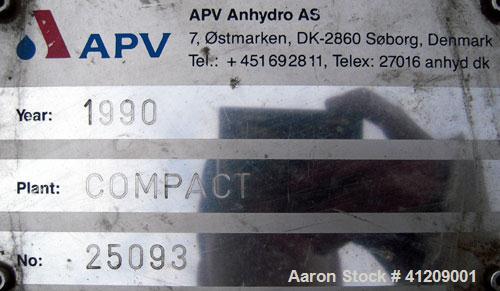 APV Anhydro AS
APV
7, Østmarken, DK-2860 Søborg, Denmark
Tel.: + 451692811, Telex: 27016 anhyd dk
Year: 1990
Plant: COMPACT
No: 25093
Aaron Stock # 41209001